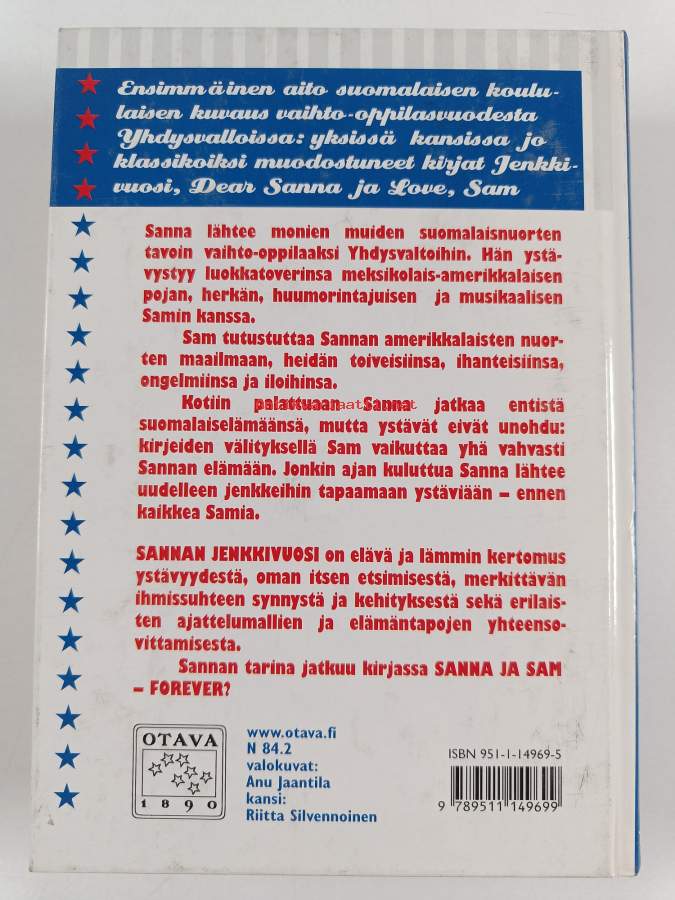 Ensimmäinen aito suomalaisen koulu-
laisen kuvaus vaihto-oppilasvuodesta
Yhdysvalloissa: yksissä kansissa jo
klassikoiksi muodostuneet kirjat Jenkki-
vuosi, Dear Sanna ja Love, Sam
Sanna lähtee monien muiden suomalaisnuorten
tavoin vaihto-oppilaaksi Yhdysvaltoihin. Hän ystä-
vystyy luokkatoverinsa meksikolais-amerikkalaisen
pojan, herkän, huumorintajuisen ja musikaalisen
Samin kanssa.
Sam tutustuttaa Sannan amerikkalaisten nuor-
ten maailmaan, heidän toiveisiinsa, ihanteisiinsa,
ongelmiinsa ja iloihinsa.
Kotiin palattuaan Sanna jatkaa entistä
suomalaiselämäänsä, mutta ystävät eivät unohdu:
kirjeiden välityksellä Sam vaikuttaa yhä vahvasti
Sannan elämään. Jonkin ajan kuluttua Sanna lähtee
uudelleen jenkkeihin tapaamaan ystäviään – ennen
kaikkea Samia.
SANNAN JENKKIVUOSI on elävä ja lämmin kertomus
ystävyydestä, oman itsen etsimisestä, merkittävän
ihmissuhteen synnystä ja kehityksestä sekä erilais-
ten ajattelumallien ja elämäntapojen yhteenso-
vittamisesta.
Sannan tarina jatkuu kirjassa SANNA JA SAM
– FOREVER?
OTAVA
1890
www.otava.fi
N 84.2
valokuvat:
Anu Jaantila
kansi:
Riitta Silvennoinen
ISBN 951-1-14969-5
9 789511 149699